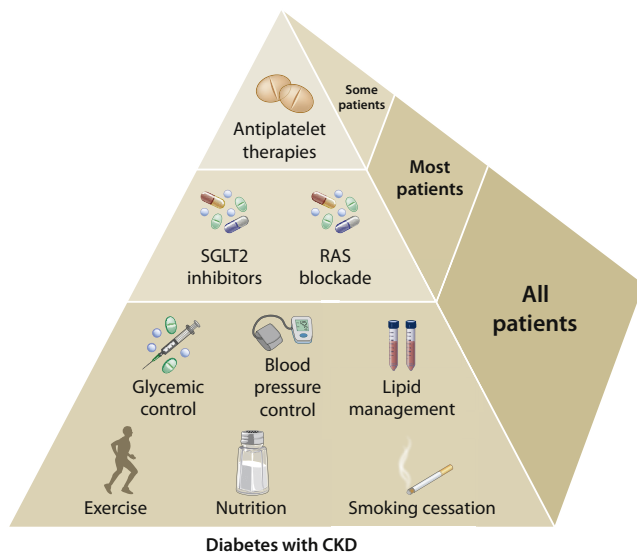 Some
patients
Antiplatelet
therapies
Most
patients
SGLT2
inhibitors
RAS
blockade
All
patients
Glycemic
control
Blood
pressure
control
Lipid
management
Exercise
Nutrition
Smoking cessation
Diabetes with CKD